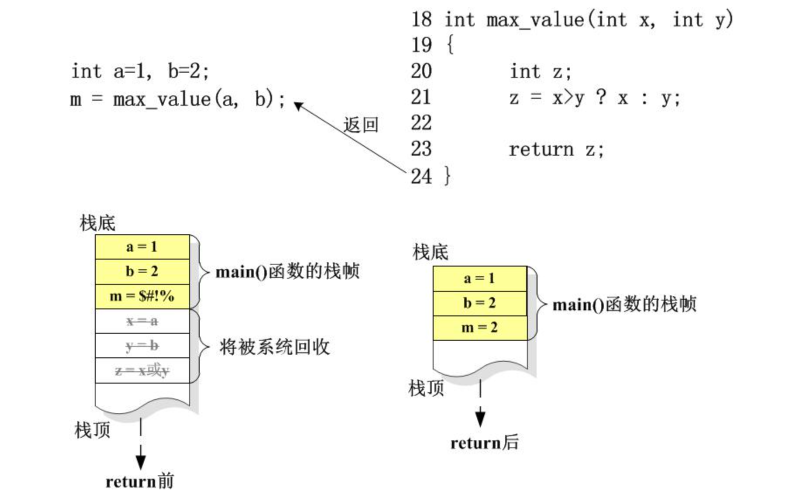 int a=1, b=2;
m = max_value(a, b);
返回
18 int max_value(int x, int y)
19 {
20 int z;
21 z = x>y ? x : y;
22
23 return z;
24 }
栈底
a = 1
b = 2
m = $#!%
main()函数的栈帧
x = a
y = b
z = x或y
将被系统回收
栈顶
return前
栈底
a = 1
b = 2
m = 2
main()函数的栈帧
栈顶
return后